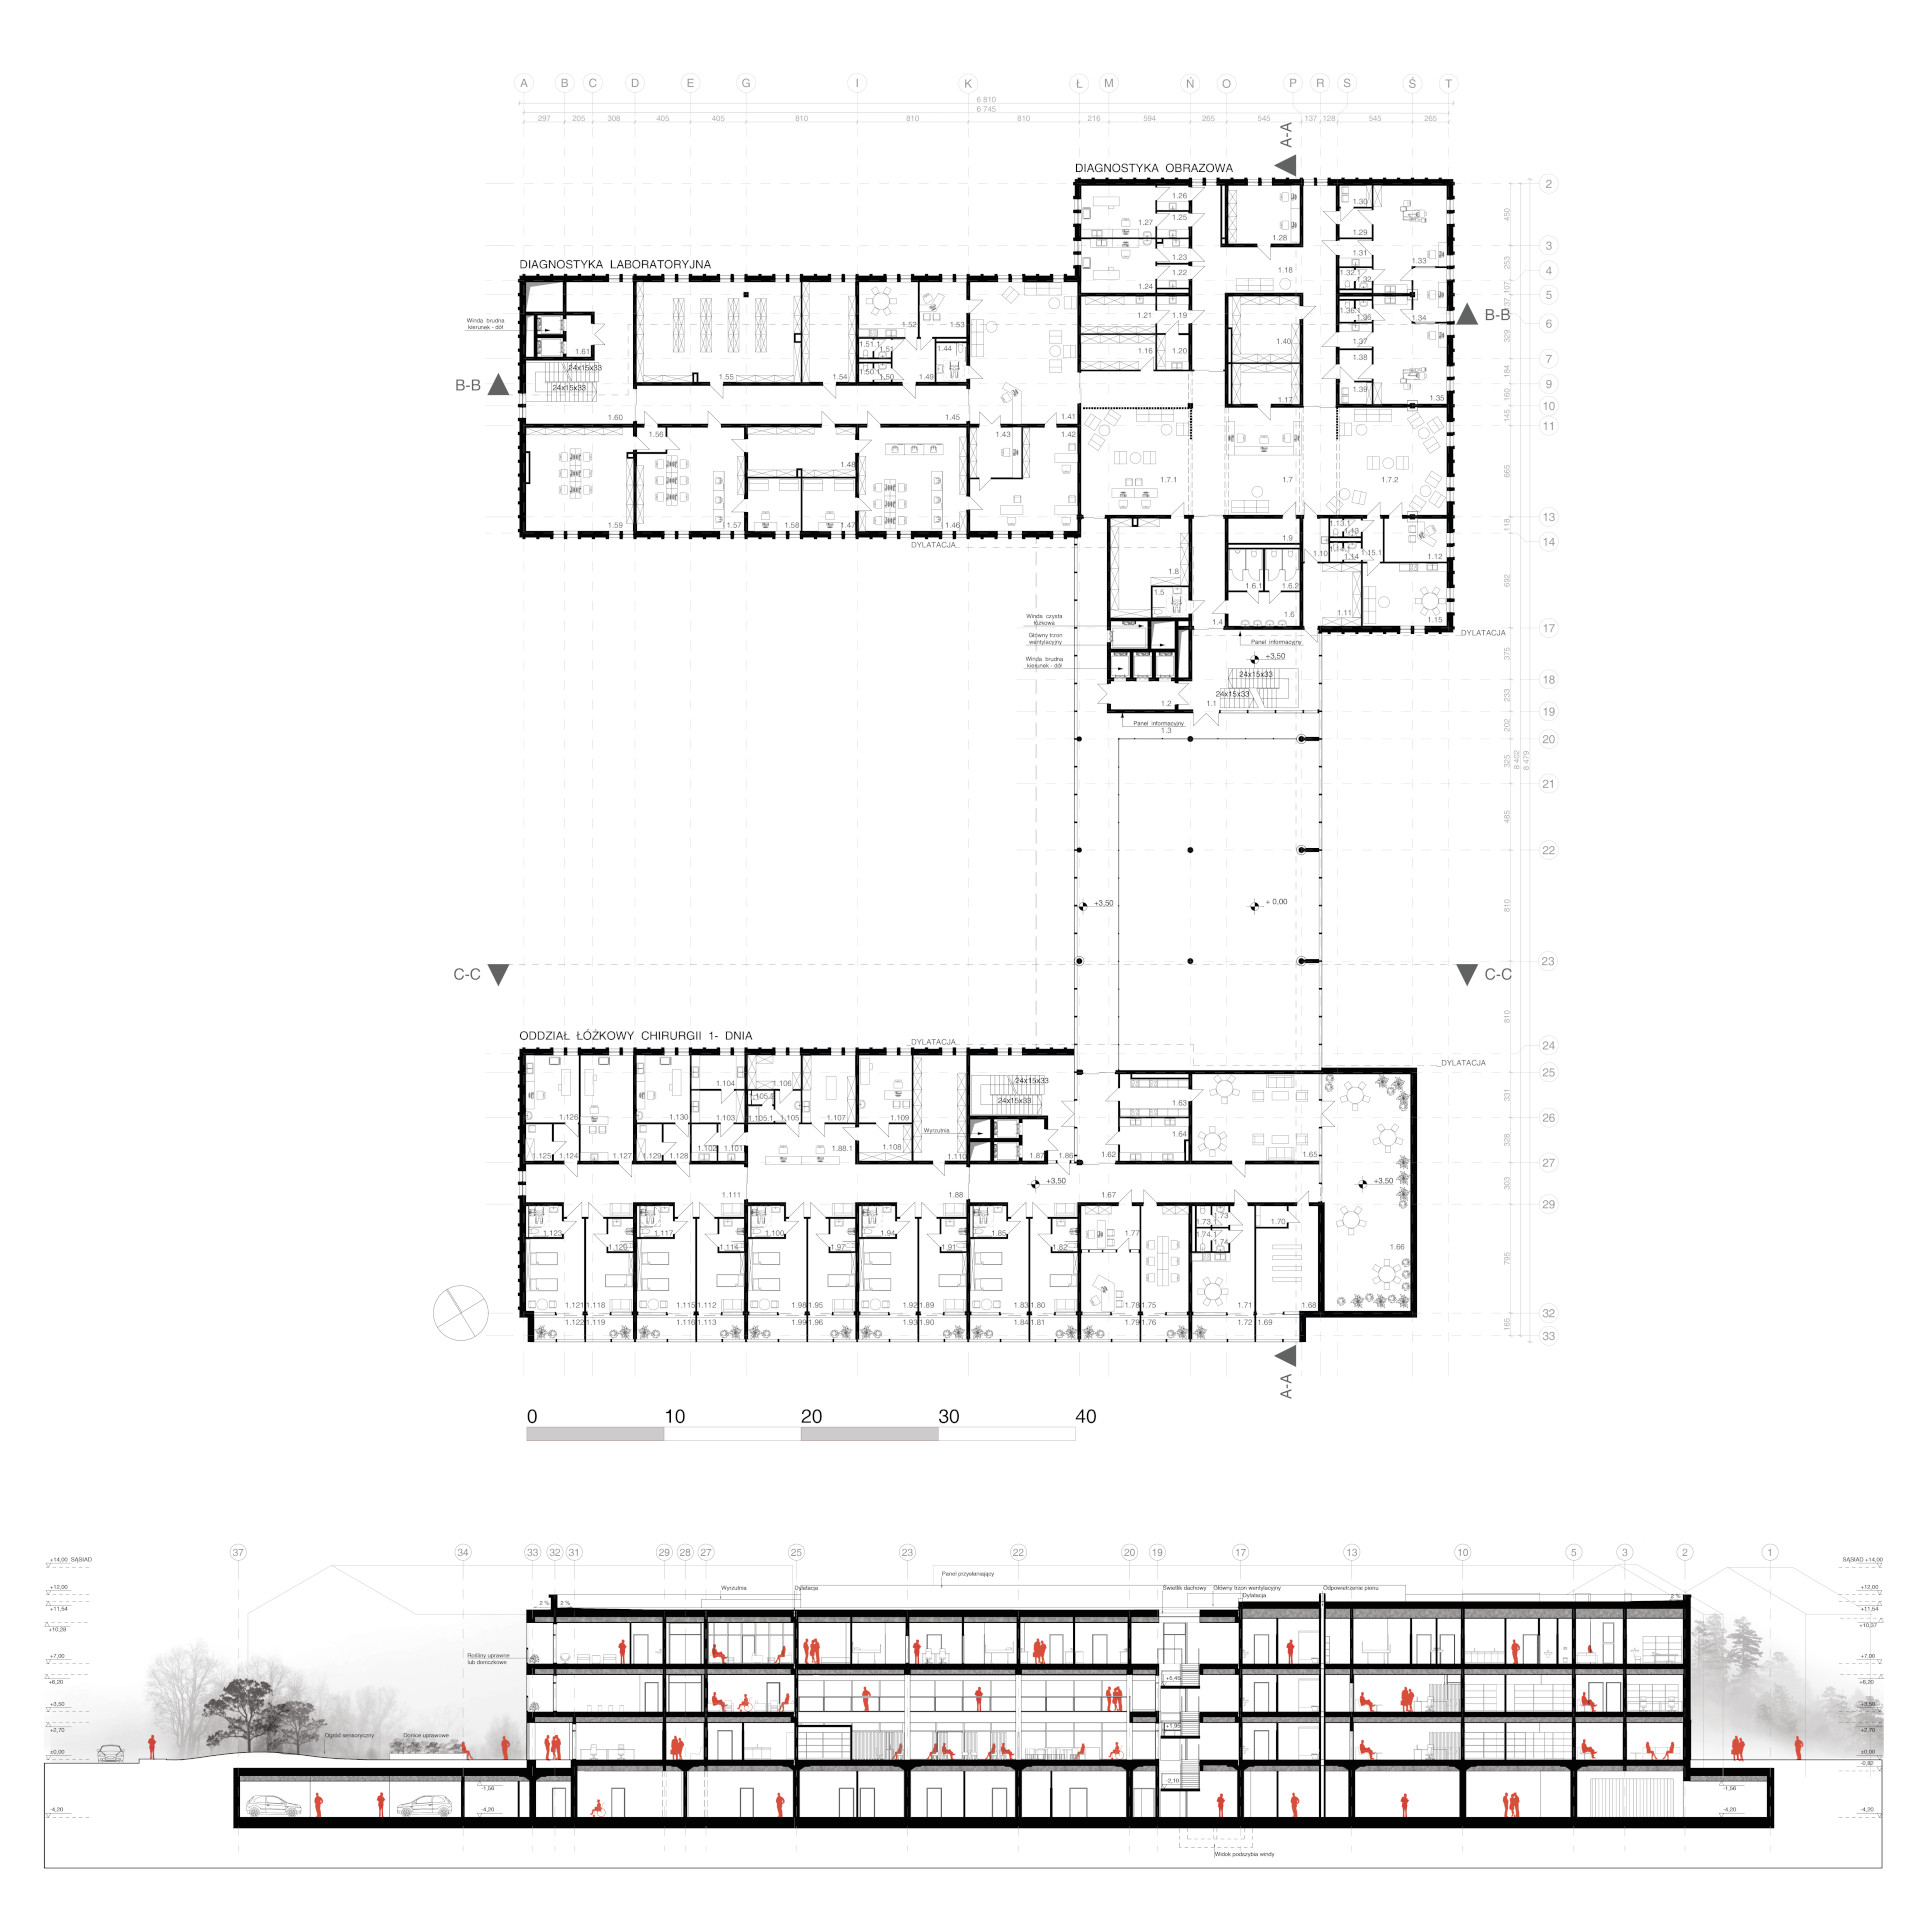 A B C D E G I K Ł M Ń O P R S Ś T
6 810
6 745
297 205 308 405 405 810 810 810 216 594 265 545 137 128 545 265
A-A
DIAGNOSTYKA OBRAZOWA
2
450
1.26 1.30
1.27 1.25
1.28 1.29
3
253
1.23 1.31 1.33
DIAGNOSTYKA LABORATORYJNA
1.22 1.18 1.32.1 1.32
4
1.24
107
5
1.21 1.19 1.36.1 1.34
B-B
Winda brudna
kierunek - dół
6
1.52 1.53
1.61 1.51.1 1.51 1.44 1.16 1.20 1.40 1.37
329
24x15x33
1.38
7
1.55 1.54 1.50 1.49
184
B-B
24x15x33
1.17 1.39 1.35
9
160
10
1.60 1.45 1.41
145
11
1.56 1.43 1.42
1.48
665
1.7.1 1.7 1.7.2
1.59 1.57 1.58 1.47 1.46
13
118
1.13.1 1.13
DYLATACJA
1.9
14
1.10 1.14 1.15.1 1.12
1.8
692
1.5 1.6.1 1.6.2
1.11 1.15
Winda czysta
łóżkowa
1.4 1.6
17
Główny trzon
wentylacyjny
DYLATACJA
Panel informacyjny
+3,50
375
Winda brudna
kierunek - dół
24x15x33
18
24x15x33
233
1.2 1.1
19
Panel informacyjny
1.3
202
20
325
8 402
8 479
21
485
22
+3,50 + 0,00
810
C-C 23 C-C
810
ODDZIAŁ ŁÓŻKOWY CHIRURGII 1- DNIA
DYLATACJA
24
DYLATACJA
25
24x15x33
24x15x33
331
1.104 1.106
1.63
1.126 1.130 1.103 1.105.1 1.105 1.107 1.109
26
Wyrzutnia
1.64
328
1.125 1.124 1.127 1.129 1.128 1.102 1.101 1.88.1 1.108 1.110 1.87 1.86 1.62 1.65
27
+3,50 +3,50
303
1.111 1.88 1.67
29
1.123 1.117 1.100 1.94 1.85 1.77 1.73.1 1.73 1.70
1.120 1.114 1.97 1.91 1.82 1.74.1 1.74 1.66
795
1.121 1.118 1.115 1.112 1.98 1.95 1.92 1.89 1.83 1.80 1.78 1.75 1.71 1.68
32
1.122 1.119 1.116 1.113 1.99 1.96 1.93 1.90 1.84 1.81 1.79 1.76 1.72 1.69
166
33
A-A
0 10 20 30 40
37 34 33 32 31 29 28 27 25 23 22 20 19 17 13 10 5 3 2 1
+14,00 SĄSIAD
SĄSIAD +14,00
Panel przysłaniający
Wyrzutnia Dylatacja Świetlik dachowy Główny trzon wentylacyjny Odpowietrzenie pionu
Dylatacja
+12,00 +12,00
2 % 2 % 2 %
+11,54 +11,54
+10,29 +10,37
Rośliny uprawne
lub doniczkowe
+7,00 +7,00
+6,20 +5,45 +6,20
+3,50 +3,50
+2,70 +1,95 +2,70
Ogród sensoryczny Donice uprawowe
±0,00 ±0,00
-0,82
-1,56 -2,10 -1,56
-4,20 -4,20 -4,20 -4,20
Widok podszybia windy